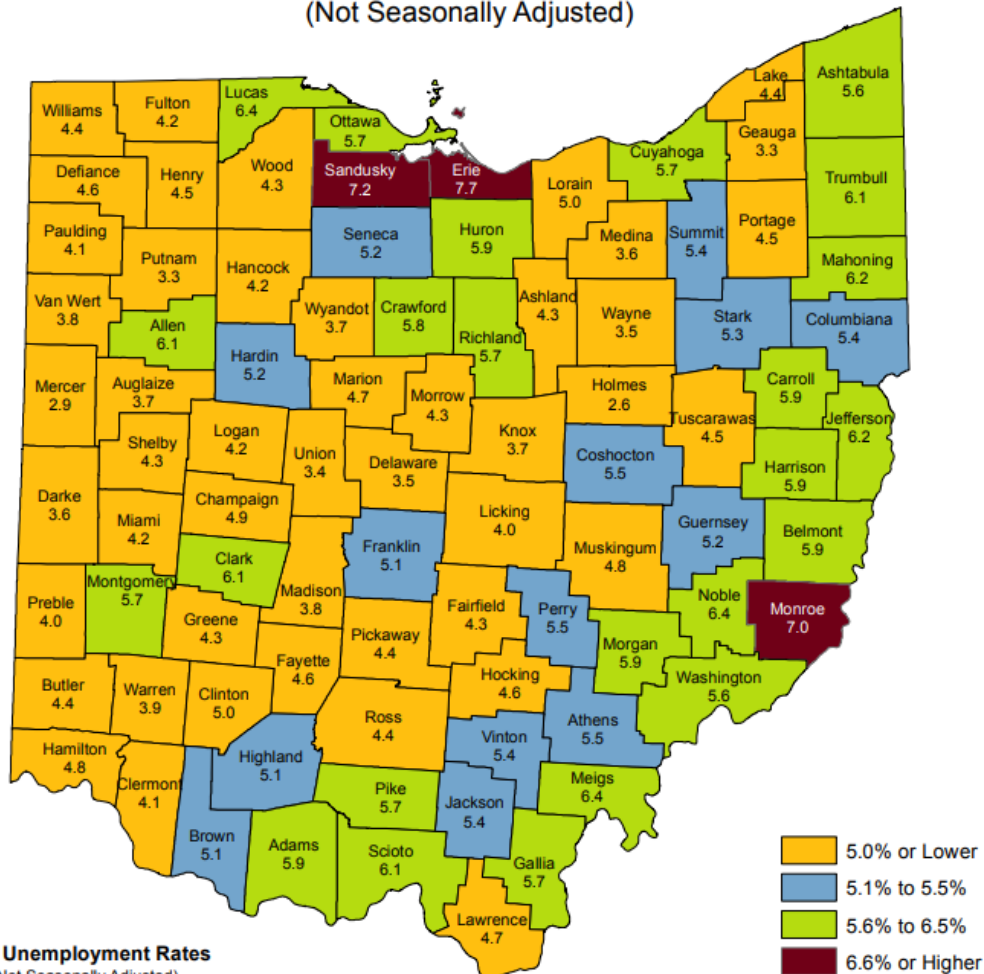 (Not Seasonally Adjusted)
Williams
4.4
Fulton
4.2
Lucas
6.4
Ottawa
5.7
Lake
4.4
Ashtabula
5.6
Geauga
3.3
Cuyahoga
5.7
Defiance
4.6
Henry
4.5
Wood
4.3
Sandusky
7.2
Erie
7.7
Lorain
5.0
Trumbull
6.1
Paulding
4.1
Seneca
5.2
Huron
5.9
Medina
3.6
Summit
5.4
Portage
4.5
Putnam
3.3
Hancock
4.2
Mahoning
6.2
Van Wert
3.8
Allen
6.1
Wyandot
3.7
Crawford
5.8
Richland
5.7
Ashland
4.3
Wayne
3.5
Stark
5.3
Columbiana
5.4
Hardin
5.2
Mercer
2.9
Auglaize
3.7
Marion
4.7
Morrow
4.3
Holmes
2.6
Tuscarawas
4.5
Carroll
5.9
Jefferson
6.2
Shelby
4.3
Logan
4.2
Union
3.4
Delaware
3.5
Knox
3.7
Coshocton
5.5
Harrison
5.9
Darke
3.6
Miami
4.2
Champaign
4.9
Licking
4.0
Muskingum
4.8
Guernsey
5.2
Belmont
5.9
Clark
6.1
Franklin
5.1
Madison
3.8
Preble
4.0
Montgomery
5.7
Greene
4.3
Fayette
4.6
Pickaway
4.4
Fairfield
4.3
Perry
5.5
Morgan
5.9
Noble
6.4
Monroe
7.0
Washington
5.6
Butler
4.4
Warren
3.9
Clinton
5.0
Ross
4.4
Hocking
4.6
Athens
5.5
Vinton
5.4
Hamilton
4.8
Clermont
4.1
Highland
5.1
Pike
5.7
Jackson
5.4
Meigs
6.4
Brown
5.1
Adams
5.9
Scioto
6.1
Gallia
5.7
Lawrence
4.7
5.0% or Lower
5.1% to 5.5%
5.6% to 6.5%
6.6% or Higher
Unemployment Rates